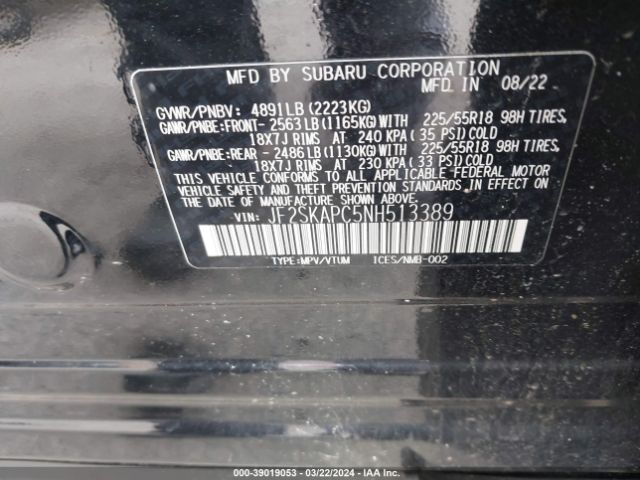 MFD BY SUBARU CORPORATION
MFD. IN 08/22
GVWR/PNBV: 4891LB (2223KG)
GAWR/PNBE:FRONT- 2563LB(1165KG)WITH 225/55R18 98H TIRES,
18X7J RIMS AT 240 KPA (35 PSI)COLD
GAWR/PNBE:REAR - 2486LB(1130KG)WITH 225/55R18 98H TIRES,
18X7J RIMS AT 230 KPA (33 PSI)COLD
THIS VEHICLE CONFORMS TO ALL APPLICABLE FEDERAL MOTOR
VEHICLE SAFETY AND THEFT PREVENTION STANDARDS IN EFFECT ON
THE DATE OF MANUFACTURE SHOWN ABOVE.
VIN: JF2SKAPC5NH513389
TYPE:MPV/VTUM ICES/NMB-002
000-39019053 - 03/22/2024 - IAA Inc.